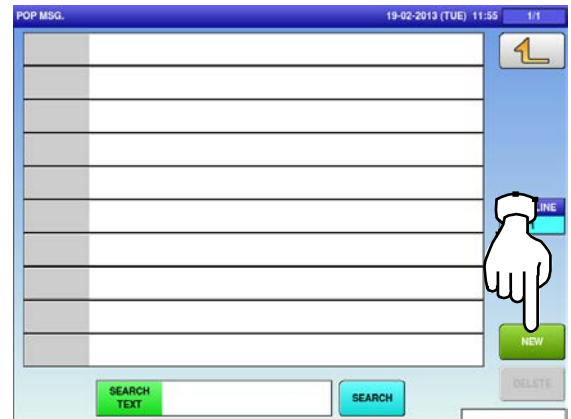 POP MSG. 19-02-2013 (TUE) 11:55 1/1
LINE
NEW
DELETE
SEARCH
TEXT
SEARCH